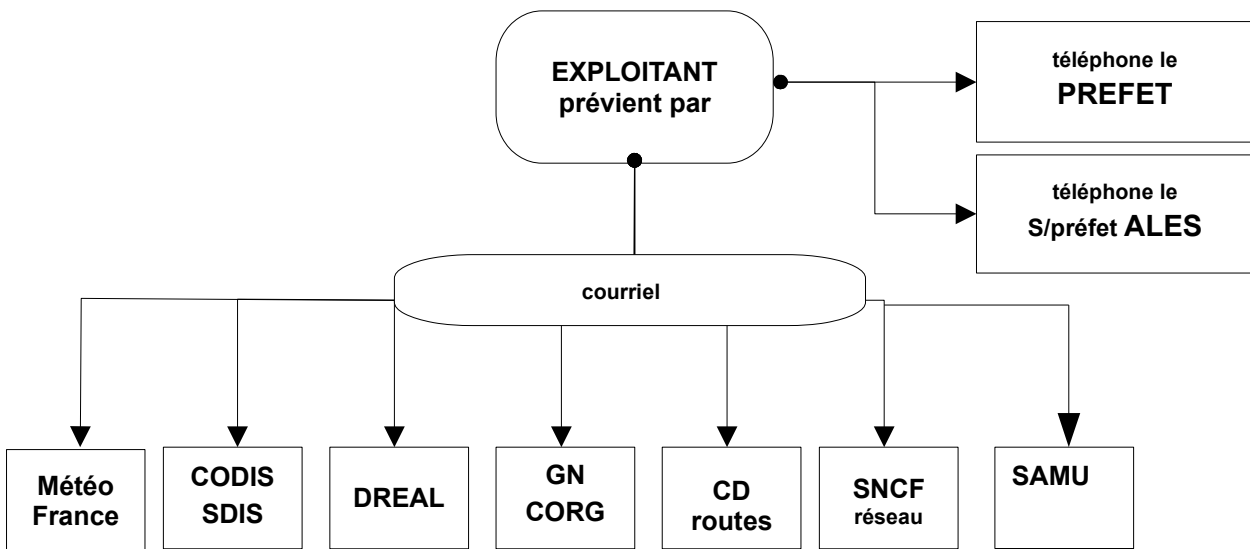 EXPLOITANT
prévient par
téléphone le
PREFET
téléphone le
S/préfet ALES
courriel
Météo
France
CODIS
SDIS
DREAL
GN
CORG
CD
routes
SNCF
réseau
SAMU